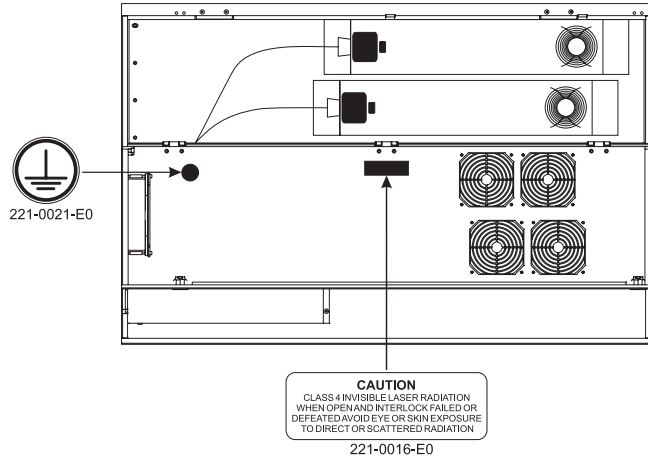 221-0021-E0
CAUTION
CLASS 4 INVISIBLE LASER RADIATION
WHEN OPEN AND INTERLOCK FAILED OR
DEFEATED AVOID EYE OR SKIN EXPOSURE
TO DIRECT OR SCATTERED RADIATION
221-0016-E0